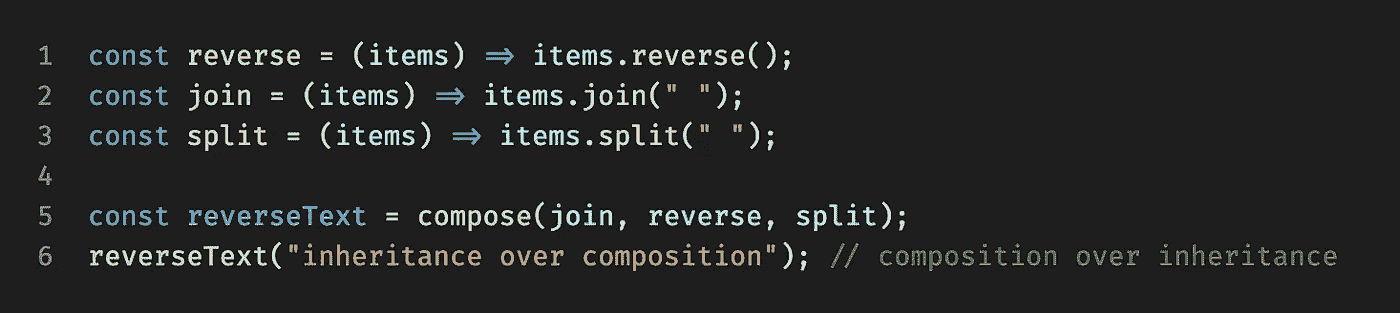 1 const reverse = (items) => items.reverse();
2 const join = (items) => items.join(" ");
3 const split = (items) => items.split(" ");
4
5 const reverseText = compose(join, reverse, split);
6 reverseText("inheritance over composition"); // composition over inheritance